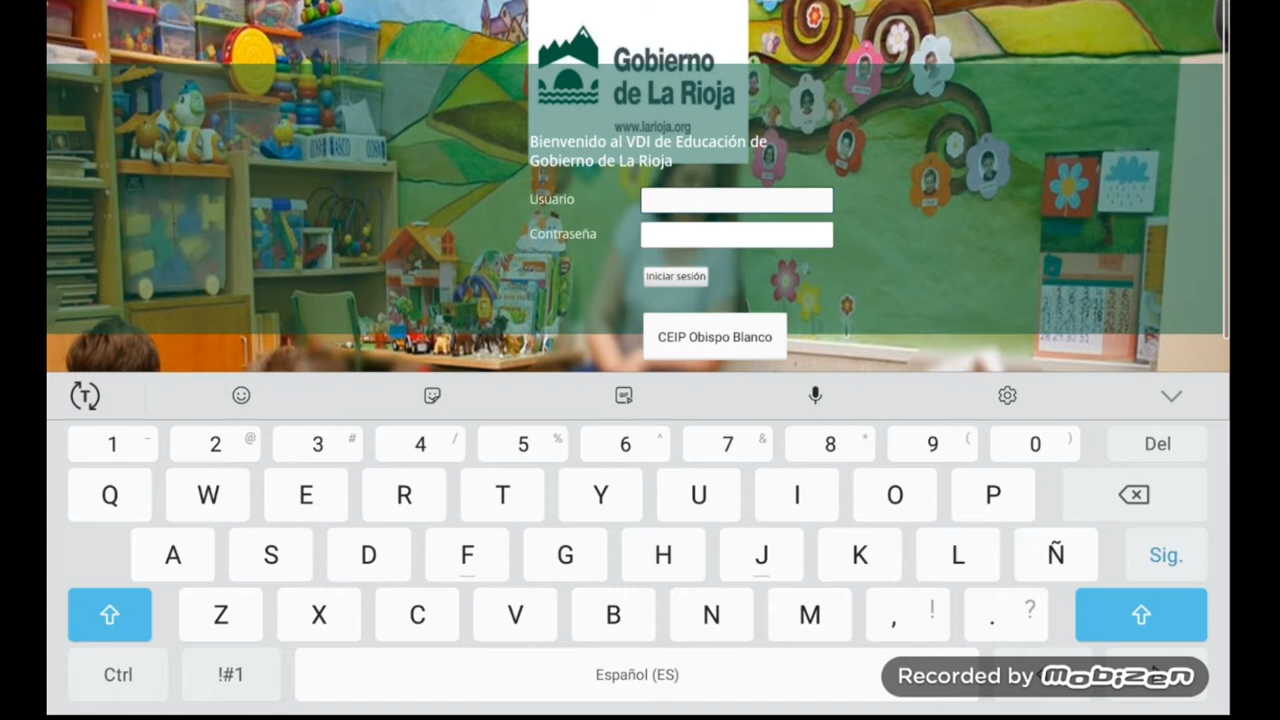 Gobierno
de La Rioja
www.larioja.org
Bienvenido al VDI de Educación de
Gobierno de La Rioja
Usuario
Contraseña
Iniciar sesión
CEIP Obispo Blanco
T
GIF
1 - 2 @ 3 # 4 / 5 % 6 ^ 7 & 8 * 9 ( 0 ) Del
Q W E R T Y U I O P
A S D F G H J K L Ñ Sig.
Z X C V B N M , ! . ?
Ctrl !#1 Español (ES)
Recorded by mobizen